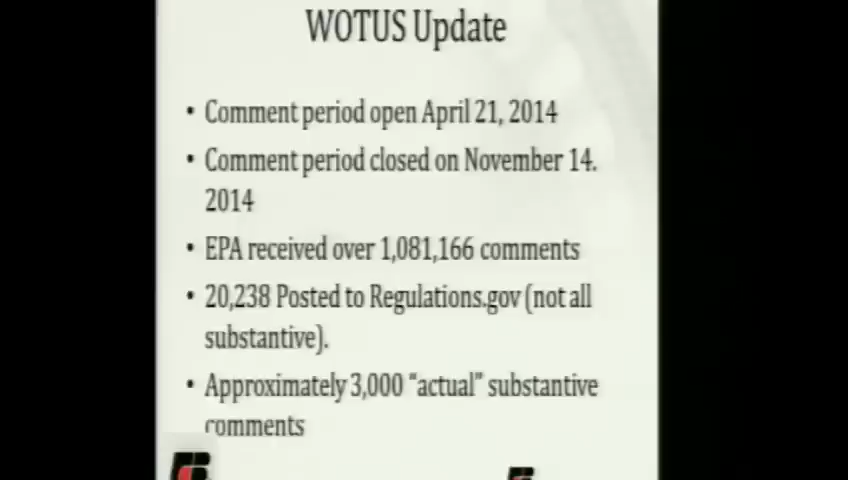 WOTUS Update
• Comment period open April 21, 2014
• Comment period closed on November 14.
2014
• EPA received over 1,081,166 comments
• 20,238 Posted to Regulations.gov (not all
substantive).
• Approximately 3,000 “actual” substantive
comments